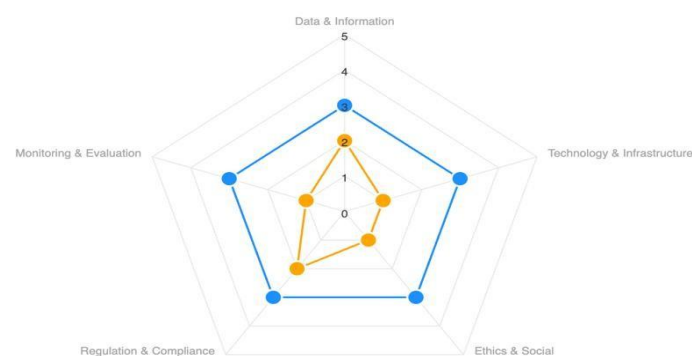 Data & Information
5
4
3
Monitoring & Evaluation
Technology & Infrastructure
2
1
0
Regulation & Compliance
Ethics & Social